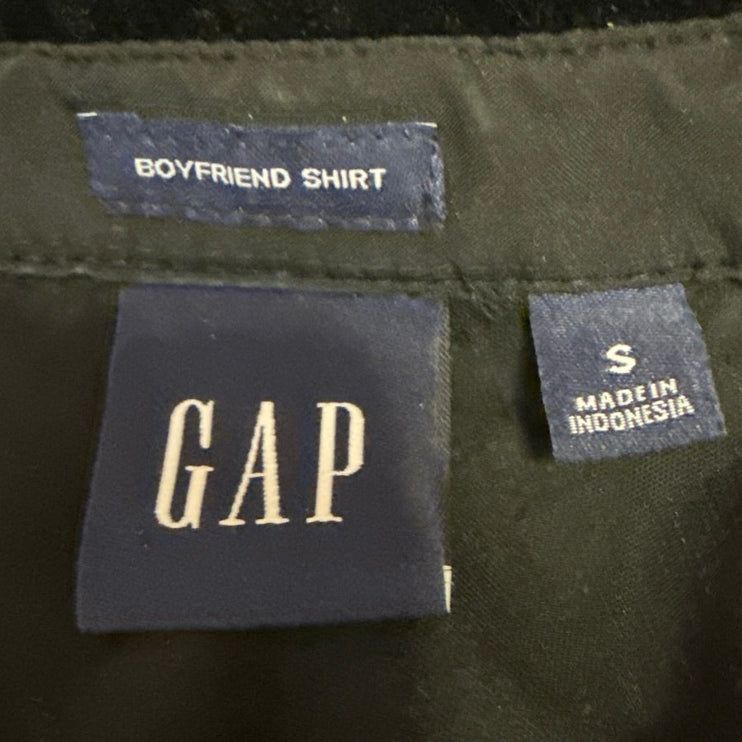 BOYFRIEND SHIRT
GAP
S
MADE IN
INDONESIA